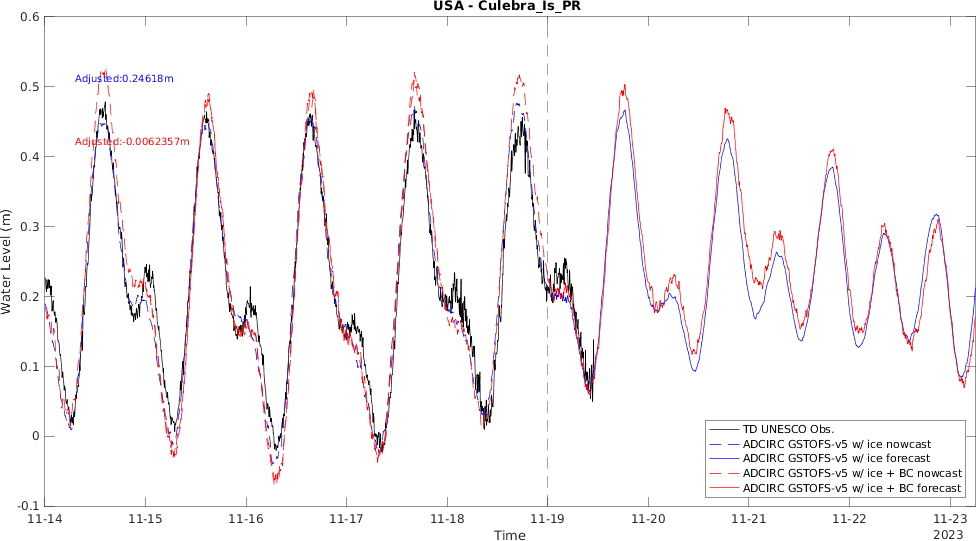 USA - Culebra_Is_PR
0.6
0.5
0.4
0.3
0.2
0.1
0
-0.1
Water Level (m)
Adjusted:0.24618m
Adjusted:-0.0062357m
TD UNESCO Obs.
ADCIRC GSTOFS-v5 w/ ice nowcast
ADCIRC GSTOFS-v5 w/ ice forecast
ADCIRC GSTOFS-v5 w/ ice + BC nowcast
ADCIRC GSTOFS-v5 w/ ice + BC forecast
11-14 11-15 11-16 11-17 11-18 11-19 11-20 11-21 11-22 11-23
Time
2023